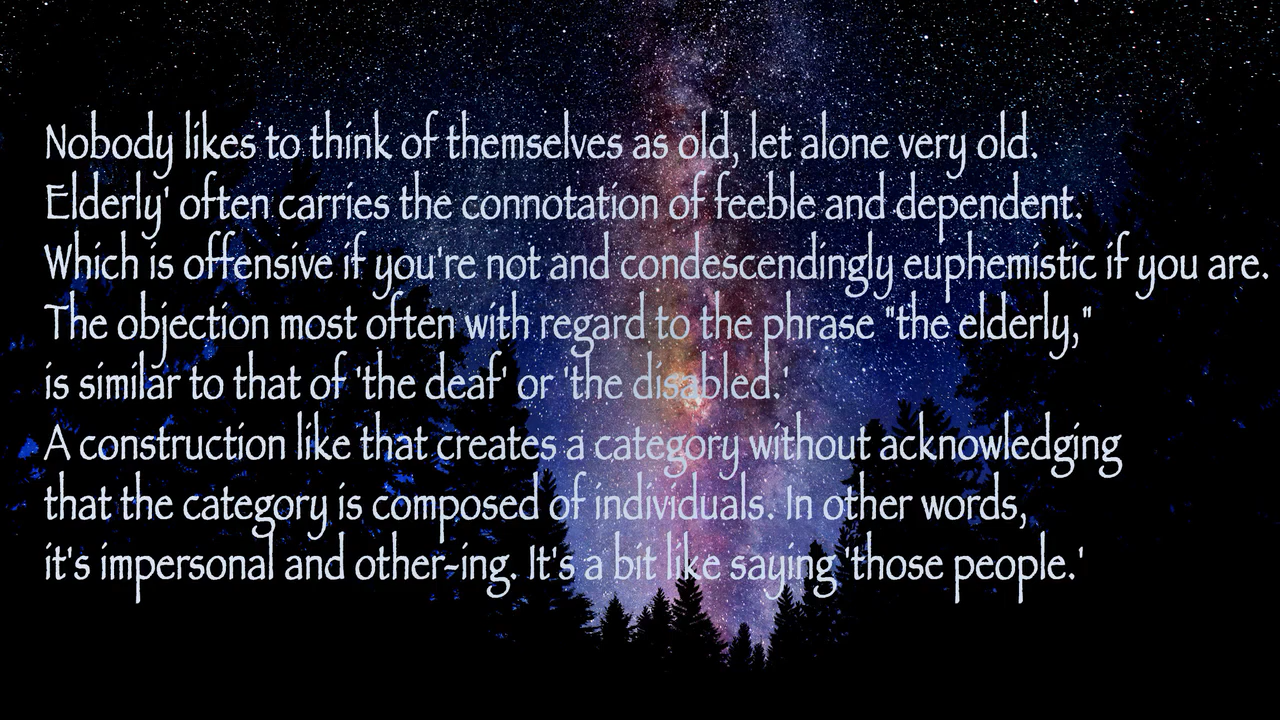 Nobody likes to think of themselves as old, let alone very old.
Elderly' often carries the connotation of feeble and dependent.
Which is offensive if you're not and condescendingly euphemistic if you are.
The objection most often with regard to the phrase "the elderly,"
is similar to that of 'the deaf' or 'the disabled.'
A construction like that creates a category without acknowledging
that the category is composed of individuals. In other words,
it's impersonal and other-ing. It's a bit like saying 'those people.'